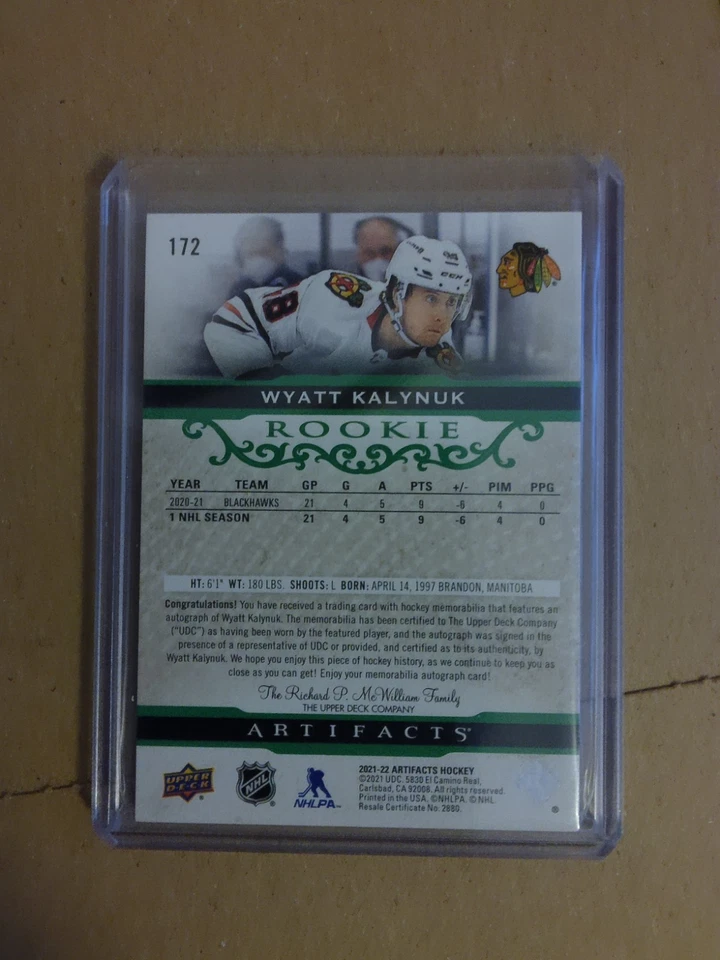 172
48
CCM
WYATT KALYNUK
ROOKIE
YEAR TEAM GP G A PTS +/- PIM PPG
2020-21 BLACKHAWKS 21 4 5 9 -6 4 0
1 NHL SEASON 21 4 5 9 -6 4 0
HT: 6'1" WT: 180 LBS. SHOOTS: L BORN: APRIL 14, 1997 BRANDON, MANITOBA
Congratulations! You have received a trading card with hockey memorabilia that features an
autograph of Wyatt Kalynuk. The memorabilia has been certified to The Upper Deck Company
("UDC") as having been worn by the featured player, and the autograph was signed in the
presence of a representative of UDC or provided, and certified as to its authenticity, by
Wyatt Kalynuk. We hope you enjoy this piece of hockey history, as we continue to keep you as
close as you can get! Enjoy your memorabilia autograph card!
The Richard P. McWilliam Family
THE UPPER DECK COMPANY
ARTIFACTS
UPPER DECK
NHL
NHLPA
2021-22 ARTIFACTS HOCKEY
©2021 UDC. 5830 El Camino Real,
Carlsbad, CA 92008. All rights reserved.
Printed in the USA. ©NHLPA. ©NHL.
Resale Certificate No: 2880.